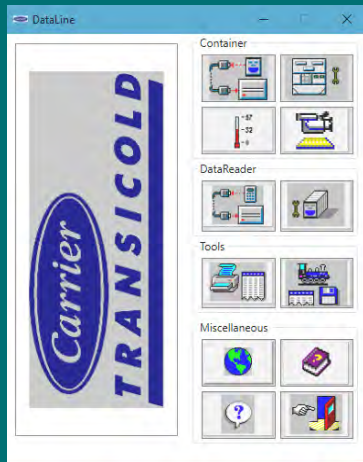 DataLine
Carrier
TRANSICOLD
Container
-57
-32
-0
DataReader
Tools
Miscellaneous
?
?